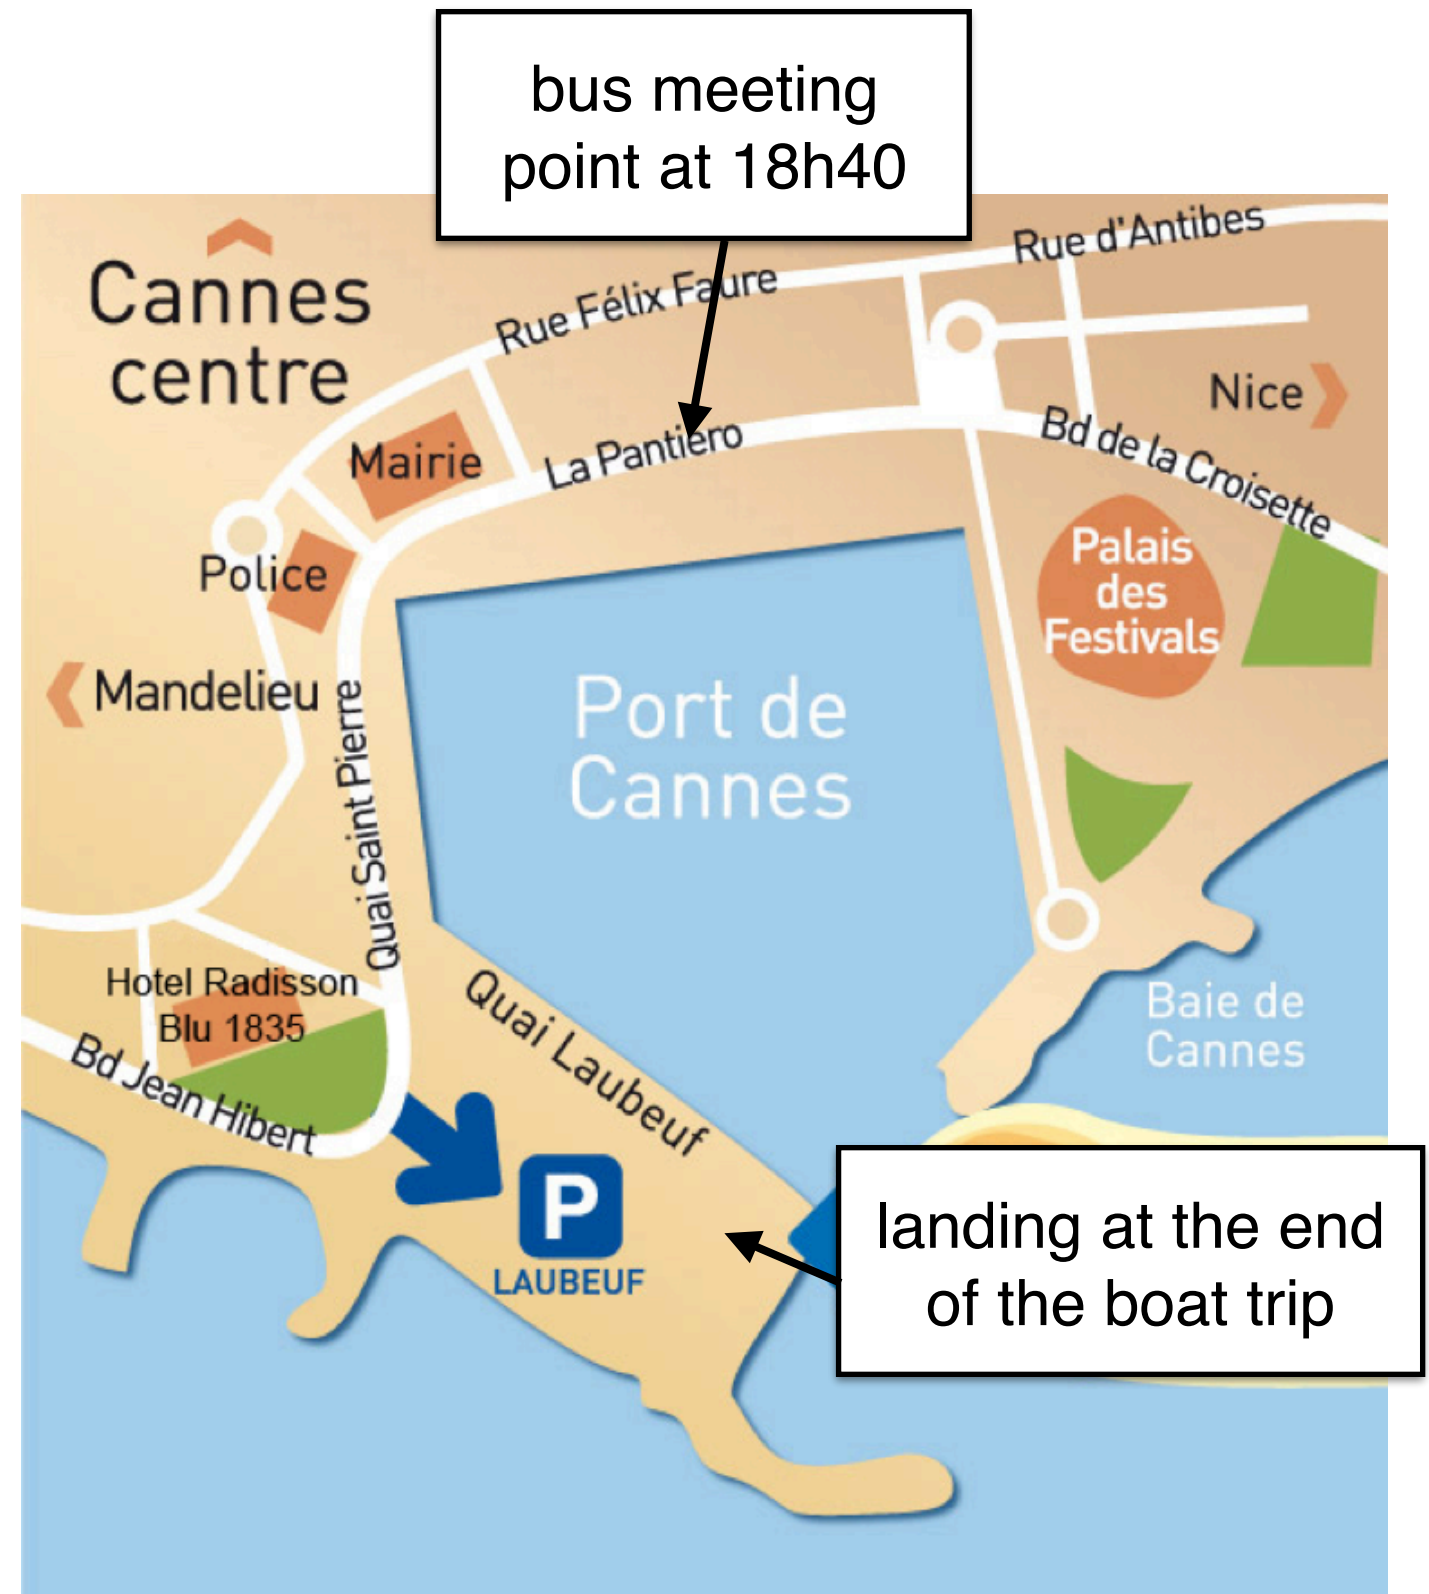 bus meeting
point at 18h40
Rue d'Antibes
Cannes
centre
Rue Félix Faure
Nice
Mairie
La Pantiero
Bd de la Croisette
Police
Palais
des
Festivals
Mandelieu
Port de
Cannes
Quai Saint Pierre
Hotel Radisson
Blu 1835
Quai Laubeuf
Baie de
Cannes
Bd Jean Hibert
P
LAUBEUF
landing at the end
of the boat trip